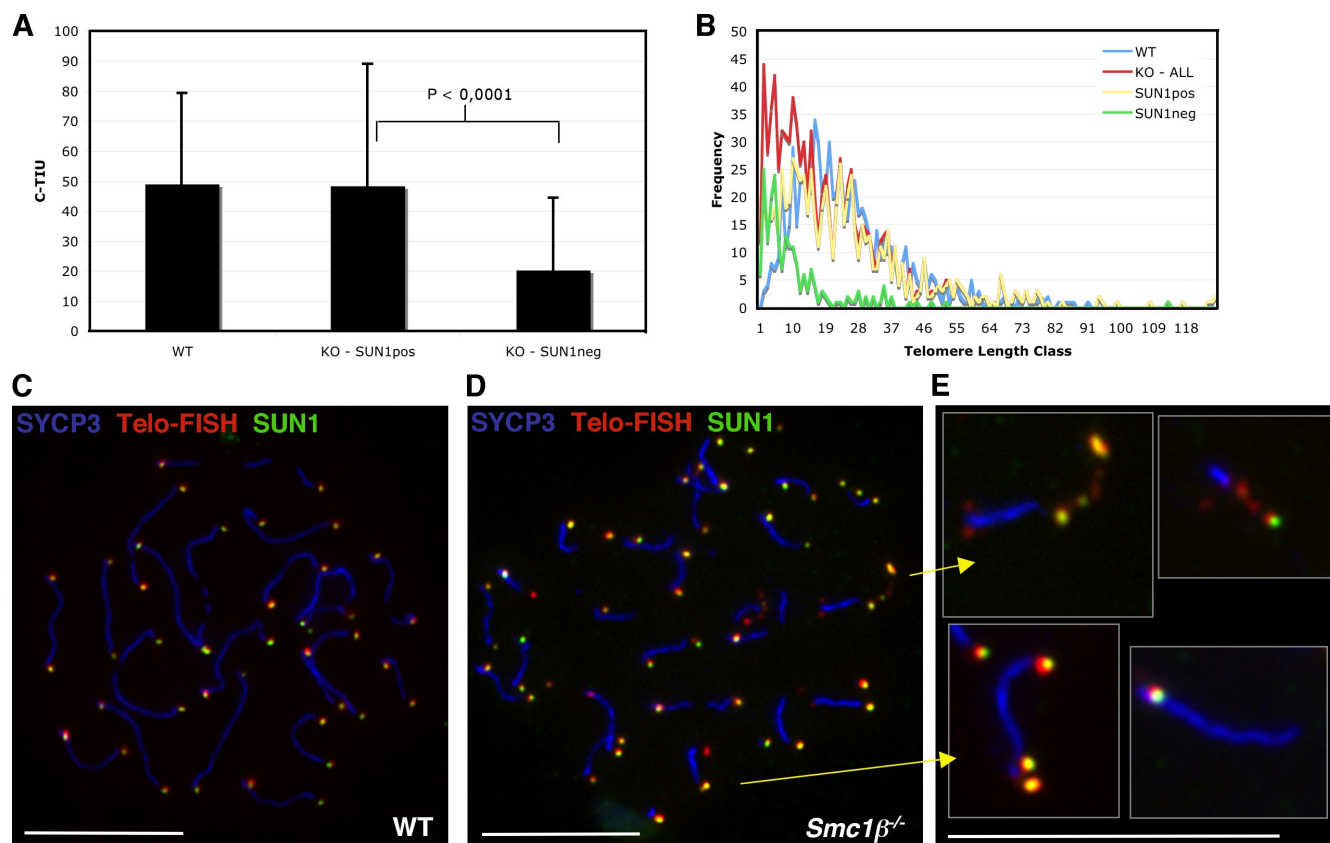 A
100
90
80
70
60
50
40
30
20
10
0
C-TIU
P < 0,0001
WT
KO - SUN1pos
KO - SUN1neg
B
50
45
40
35
30
25
20
15
10
5
0
Frequency
WT
KO - ALL
SUN1pos
SUN1neg
1 10 19 28 37 46 55 64 73 82 91 100 109 118
Telomere Length Class
C
SYCP3 Telo-FISH SUN1
WT
D
SYCP3 Telo-FISH SUN1
Smc1β-/-
E